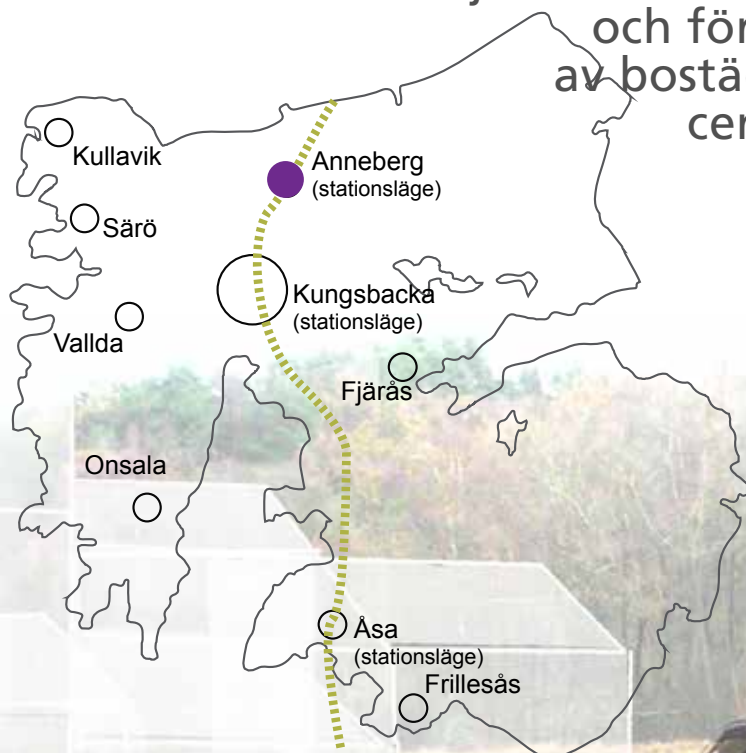 och för
av bostä
cer
Kullavik
Anneberg
(stationsläge)
Särö
Kungsbacka
(stationsläge)
Vallda
Fjärås
Onsala
Åsa
(stationsläge)
Frillesås